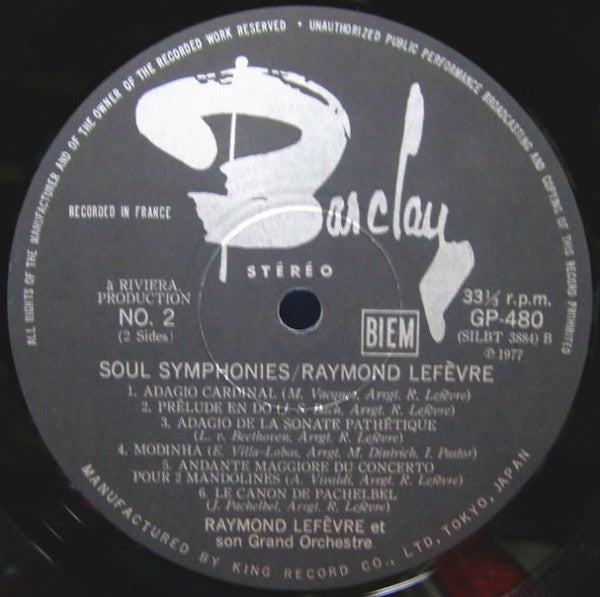 ALL RIGHTS OF THE MANUFACTURER AND OF THE OWNER OF THE RECORDED WORK RESERVED • UNAUTHORIZED PUBLIC PERFORMANCE BROADCASTING AND COPYING OF THIS RECORD PROHIBITED
Barclay
RECORDED IN FRANCE
STÉRÉO
à RIVIERA
PRODUCTION
NO. 2
(2 Sides)
BIEM
33⅓ r.p.m.
GP-480
(SILBT 3884) B
Ⓟ 1977
SOUL SYMPHONIES/RAYMOND LEFÈVRE
1. ADAGIO CARDINAL (M. Vacquez, Arrgt. R. Lefèvre)
2. PRÉLUDE EN DO (J. S. Bach, Arrgt. R. Lefèvre)
3. ADAGIO DE LA SONATE PATHÉTIQUE
(L. v. Beethoven, Arrgt. R. Lefèvre)
4. MODINHA (E. Villa-Lobos, Arrgt. M. Dintrich, I. Pastor)
5. ANDANTE MAGGIORE DU CONCERTO
POUR 2 MANDOLINES (A. Vivaldi, Arrgt. R. Lefèvre)
6. LE CANON DE PACHELBEL
(J. Pachelbel, Arrgt. R. Lefèvre)
RAYMOND LEFÈVRE et
son Grand Orchestre
MANUFACTURED BY KING RECORD CO., LTD, TOKYO, JAPAN